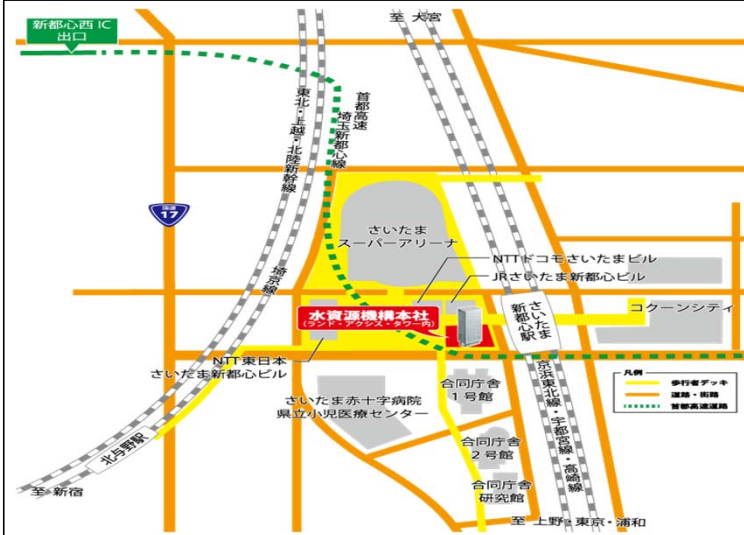 新都心西 IC
出口
至 大宮
首都高速
埼玉新都心線
東北・上越・北陸新幹線
国道
17
さいたま
スーパーアリーナ
NTTドコモさいたまビル
JRさいたま新都心ビル
埼京線
水資源機構本社
(ランド・アクシス・タワー内)
さいたま
新都心駅
コクーンシティ
NTT東日本
さいたま新都心ビル
合同庁舎
1号館
さいたま赤十字病院
県立小児医療センター
凡例
歩行者デッキ
道路・街路
首都高速道路
京浜東北線・宇都宮線・高崎線
北与野駅
合同庁舎
2号館
合同庁舎
研究館
至 新宿
至 上野・東京・浦和